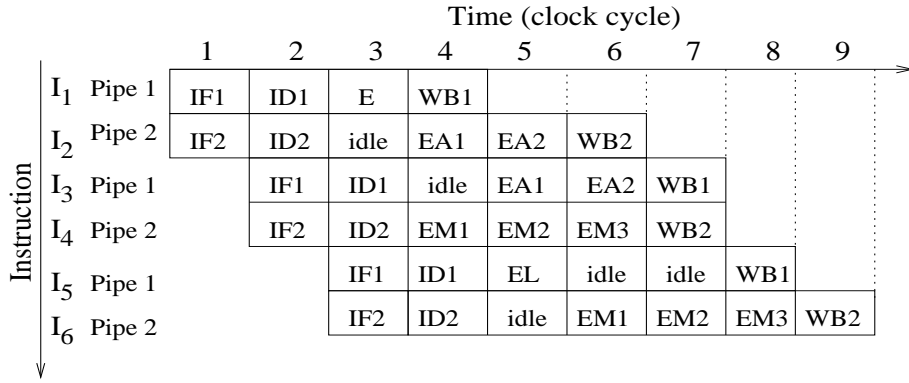 Time (clock cycle)
1 2 3 4 5 6 7 8 9
I1 Pipe 1 IF1 ID1 E WB1
I2 Pipe 2 IF2 ID2 idle EA1 EA2 WB2
I3 Pipe 1 IF1 ID1 idle EA1 EA2 WB1
I4 Pipe 2 IF2 ID2 EM1 EM2 EM3 WB2
I5 Pipe 1 IF1 ID1 EL idle idle WB1
I6 Pipe 2 IF2 ID2 idle EM1 EM2 EM3 WB2
Instruction